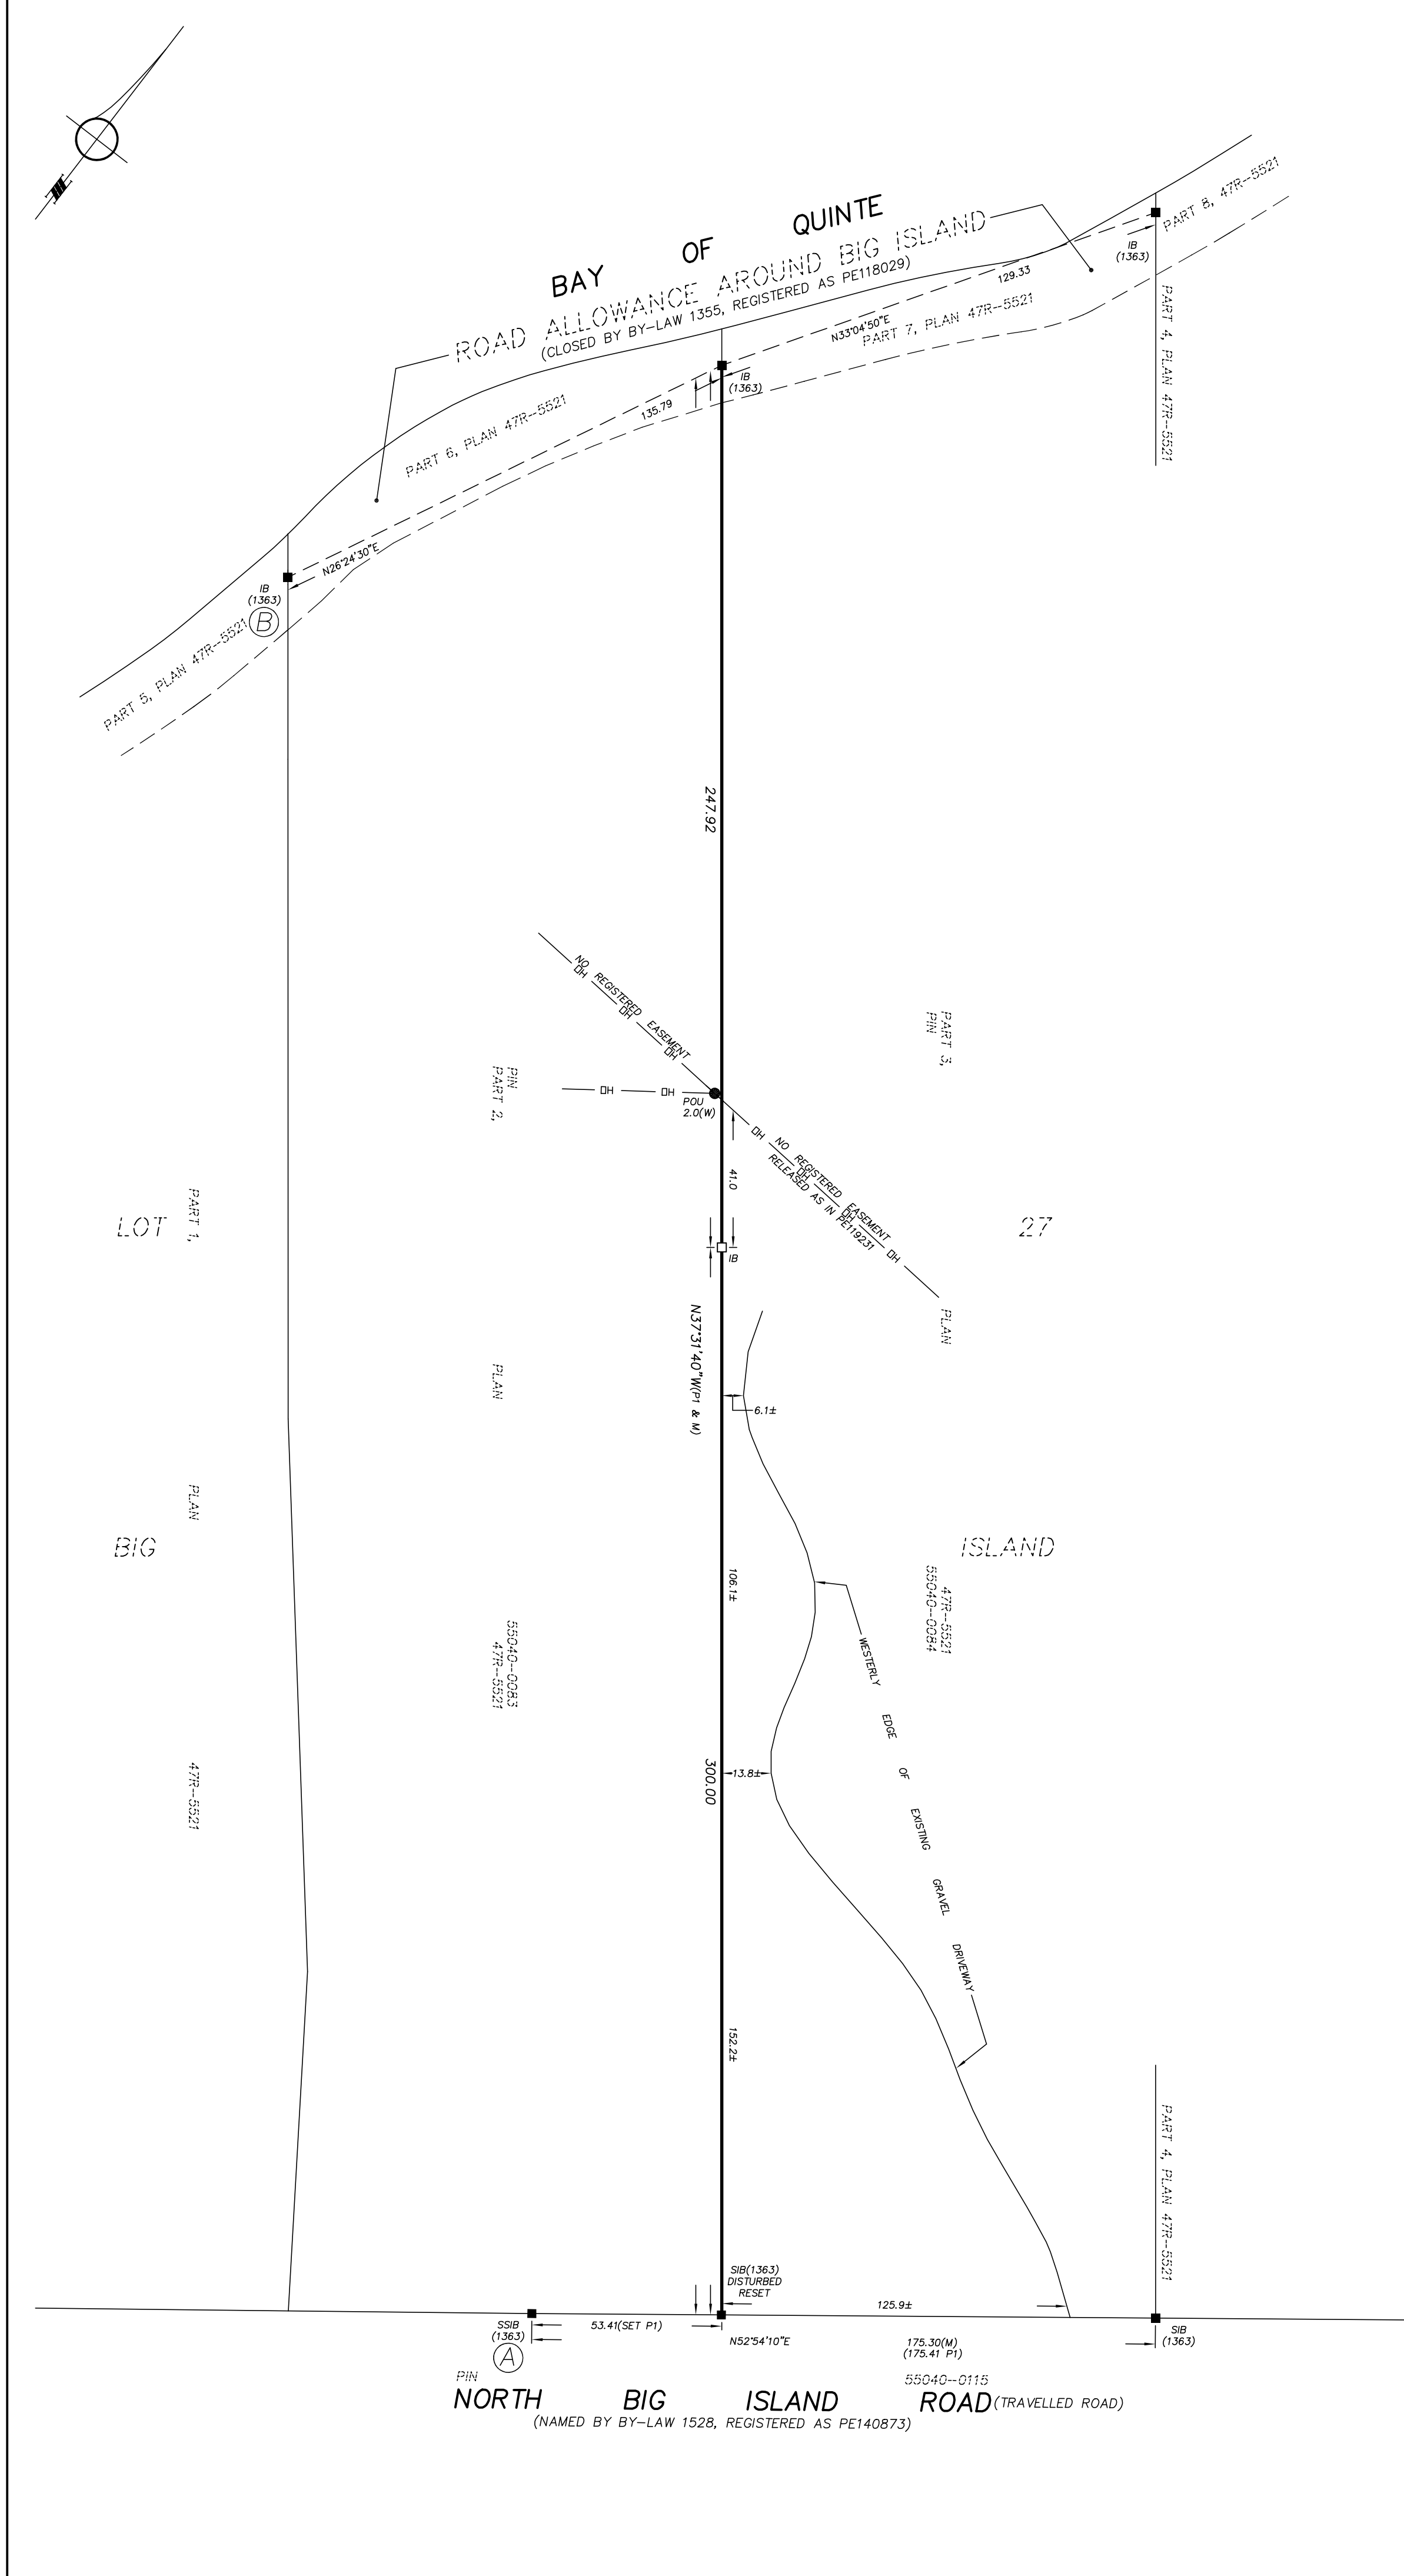 BAY OF QUINTE
ROAD ALLOWANCE AROUND BIG ISLAND
(CLOSED BY BY-LAW 1355, REGISTERED AS PE118029)
PART 8, 47R-5521
IB
(1363)
129.33
N33°04'50"E
PART 7, PLAN 47R-5521
PART 4, PLAN 47R-5521
IB
(1363)
135.79
PART 6, PLAN 47R-5521
N26°24'30"E
IB
(1363)
B
PART 5, PLAN 47R-5521
247.92
NO REGISTERED EASEMENT
OH OH OH
OH OH
POU
2.0(W)
OH OH OH OH
NO REGISTERED EASEMENT
RELEASED AS IN PE119231
41.0
IB
N37°31'40"W(P1 & M)
6.1±
106.1±
300.00
13.8±
152.2±
PART 3, PLAN 47R-5521
PIN 55040-0084
PIN 55040-0083
PART 2, PLAN 47R-5521
PART 1, PLAN 47R-5521
LOT 27
BIG ISLAND
WESTERLY EDGE OF EXISTING GRAVEL DRIVEWAY
PART 4, PLAN 47R-5521
SIB(1363)
DISTURBED
RESET
125.9±
SSIB
(1363)
A
53.41(SET P1)
N52°54'10"E
175.30(M)
(175.41 P1)
SIB
(1363)
PIN 55040-0115
NORTH BIG ISLAND ROAD (TRAVELLED ROAD)
(NAMED BY BY-LAW 1528, REGISTERED AS PE140873)